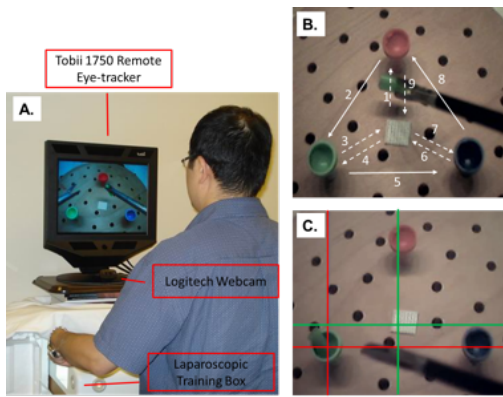 Tobii 1750 Remote
Eye-tracker
A.
Logitech Webcam
Laparoscopic
Training Box
B.
1
2
3
4
5
6
7
8
9
C.